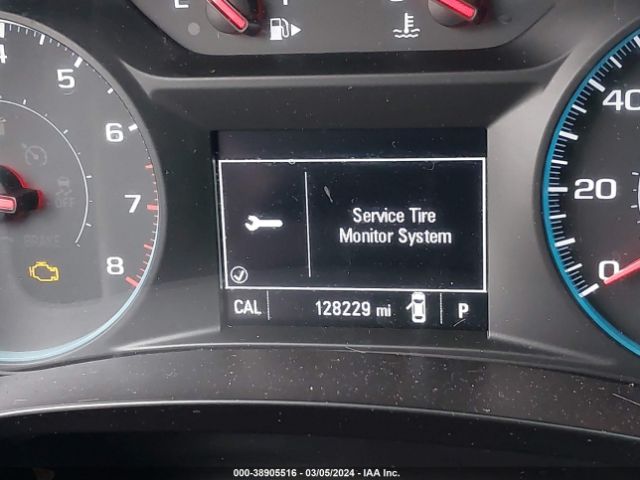 E
4
5
6
7
8
OFF
BRAKE
Service Tire
Monitor System
CAL 128229 mi P
40
20
0
000-38905516 - 03/05/2024 - IAA Inc.